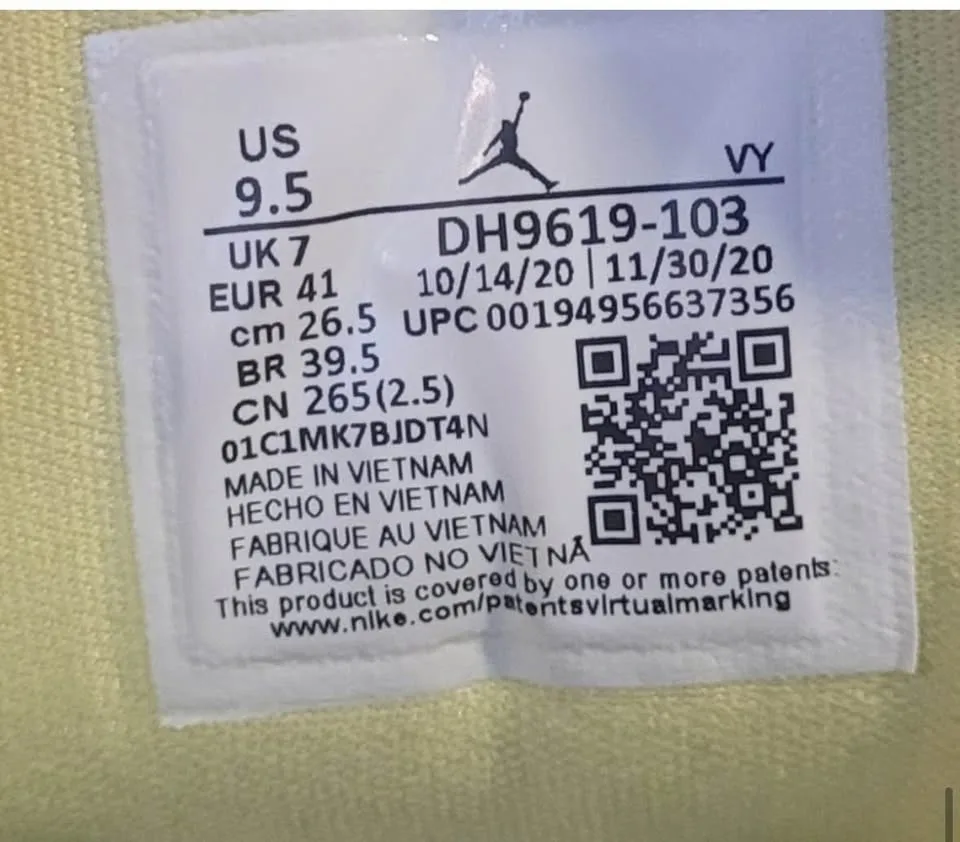 US
9.5
VY
UK 7
DH9619-103
EUR 41
10/14/20 | 11/30/20
cm 26.5
UPC 00194956637356
BR 39.5
CN 265(2.5)
01C1MK7BJDT4N
MADE IN VIETNAM
HECHO EN VIETNAM
FABRIQUE AU VIETNAM
FABRICADO NO VIETNÃ
This product is covered by one or more patents:
www.nike.com/patentsvirtualmarking